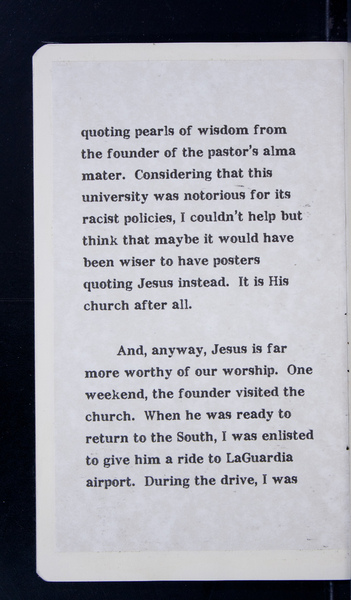 quoting pearls of wisdom from
the founder of the pastor's alma
mater. Considering that this
university was notorious for its
racist policies, I couldn't help but
think that maybe it would have
been wiser to have posters
quoting Jesus instead. It is His
church after all.
And, anyway, Jesus is far
more worthy of our worship. One
weekend, the founder visited the
church. When he was ready to
return to the South, I was enlisted
to give him a ride to LaGuardia
airport. During the drive, I was